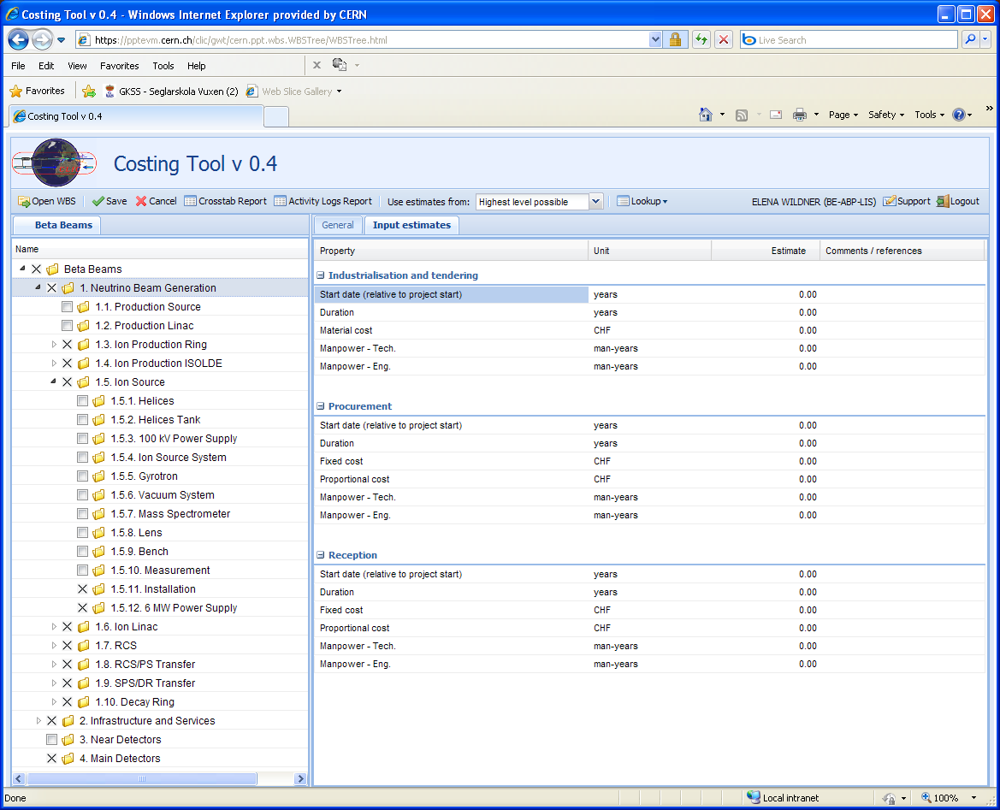 Costing Tool v 0.4 - Windows Internet Explorer provided by CERN
https://pptevm.cern.ch/clic/gwt/cern.ppt.wbs.WBSTree/WBSTree.html Live Search
File Edit View Favorites Tools Help
Favorites GKSS - Seglarskola Vuxen (2) Web Slice Gallery
Costing Tool v 0.4 Page Safety Tools »
Costing Tool v 0.4
Open WBS Save Cancel Crosstab Report Activity Logs Report Use estimates from: Highest level possible Lookup ELENA WILDNER (BE-ABP-LIS) Support Logout
Beta Beams
Name
Beta Beams
1. Neutrino Beam Generation
1.1. Production Source
1.2. Production Linac
1.3. Ion Production Ring
1.4. Ion Production ISOLDE
1.5. Ion Source
1.5.1. Helices
1.5.2. Helices Tank
1.5.3. 100 kV Power Supply
1.5.4. Ion Source System
1.5.5. Gyrotron
1.5.6. Vacuum System
1.5.7. Mass Spectrometer
1.5.8. Lens
1.5.9. Bench
1.5.10. Measurement
1.5.11. Installation
1.5.12. 6 MW Power Supply
1.6. Ion Linac
1.7. RCS
1.8. RCS/PS Transfer
1.9. SPS/DR Transfer
1.10. Decay Ring
2. Infrastructure and Services
3. Near Detectors
4. Main Detectors
General Input estimates
Property Unit Estimate Comments / references
Industrialisation and tendering
Start date (relative to project start) years 0.00
Duration years 0.00
Material cost CHF 0.00
Manpower - Tech. man-years 0.00
Manpower - Eng. man-years 0.00
Procurement
Start date (relative to project start) years 0.00
Duration years 0.00
Fixed cost CHF 0.00
Proportional cost CHF 0.00
Manpower - Tech. man-years 0.00
Manpower - Eng. man-years 0.00
Reception
Start date (relative to project start) years 0.00
Duration years 0.00
Fixed cost CHF 0.00
Proportional cost CHF 0.00
Manpower - Tech. man-years 0.00
Manpower - Eng. man-years 0.00
Done Local intranet 100%